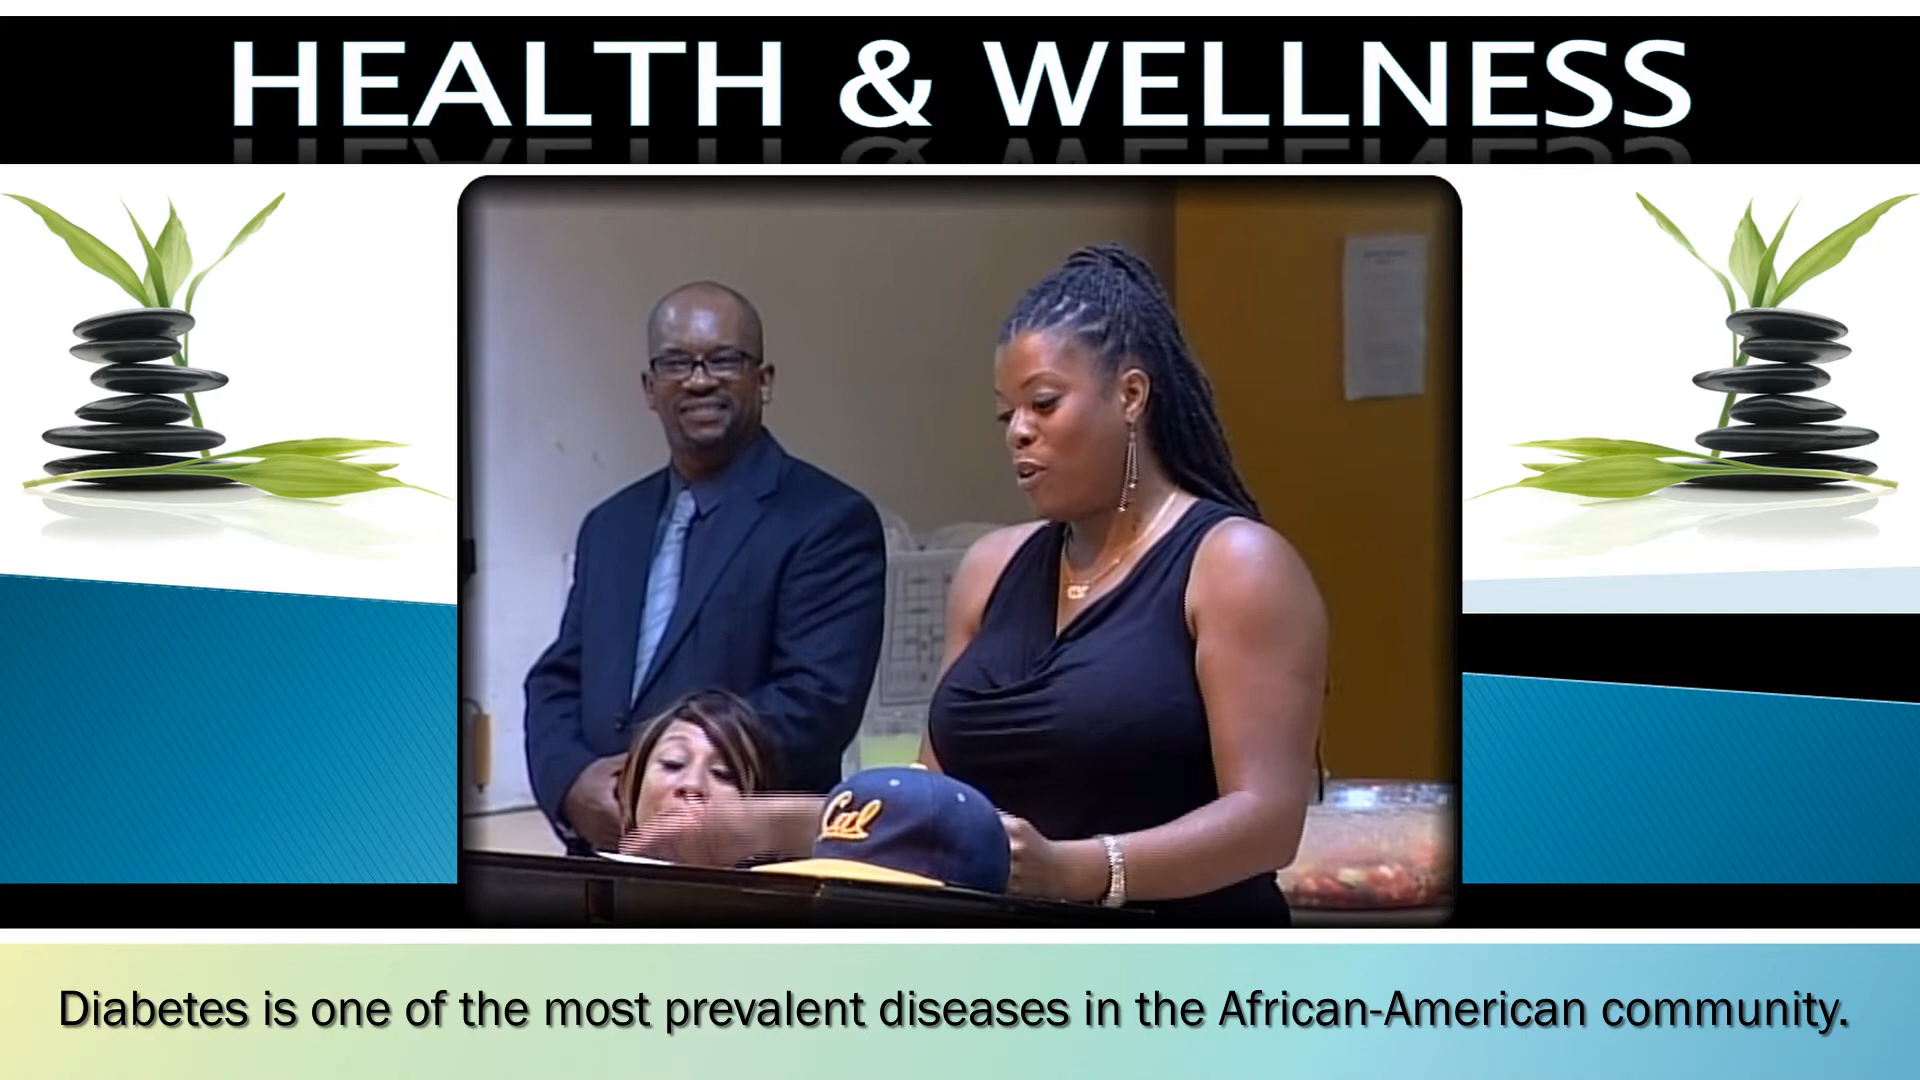 HEALTH & WELLNESS
Cal
Diabetes is one of the most prevalent diseases in the African-American community.